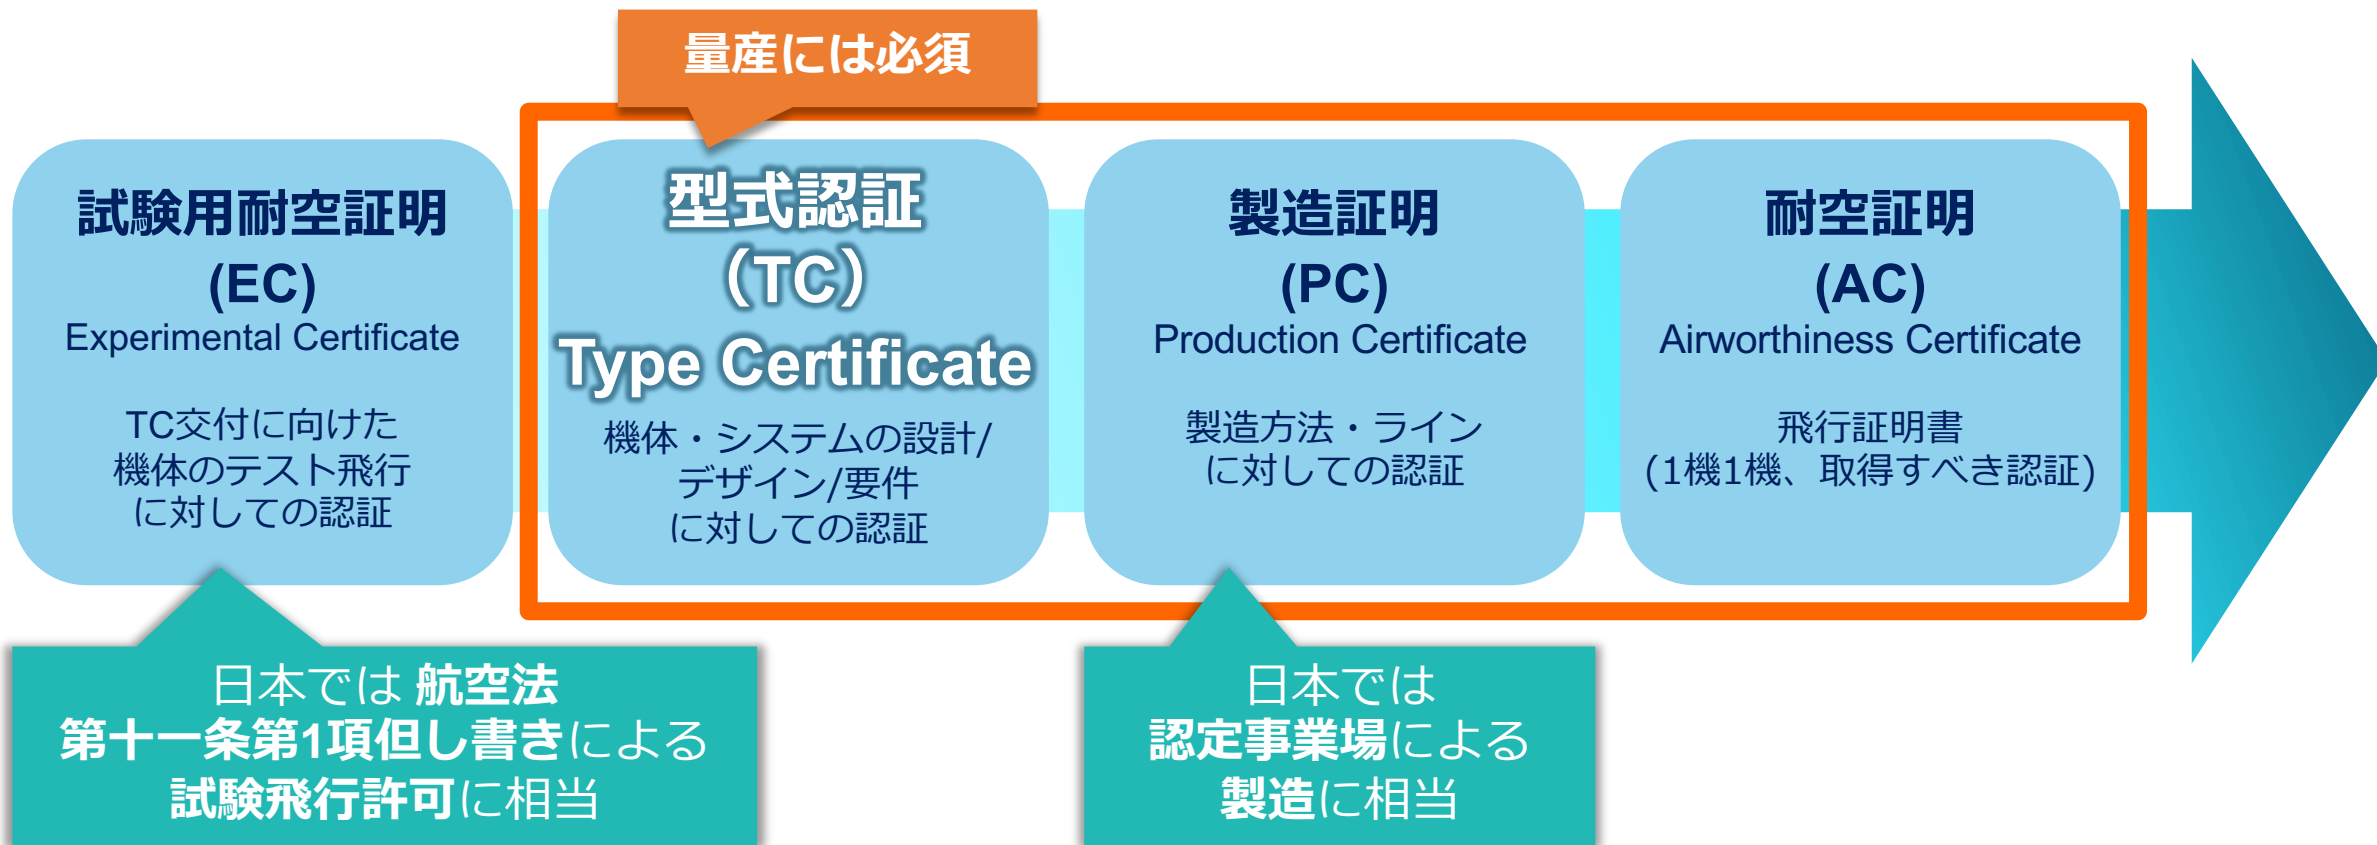 量産には必須
試験用耐空証明
(EC)
Experimental Certificate
TC交付に向けた
機体のテスト飛行
に対しての認証
型式認証
（TC）
Type Certificate
機体・システムの設計/
デザイン/要件
に対しての認証
製造証明
(PC)
Production Certificate
製造方法・ライン
に対しての認証
耐空証明
(AC)
Airworthiness Certificate
飛行証明書
(1機1機、取得すべき認証)
日本では 航空法
第十一条第1項但し書きによる
試験飛行許可に相当
日本では
認定事業場による
製造に相当